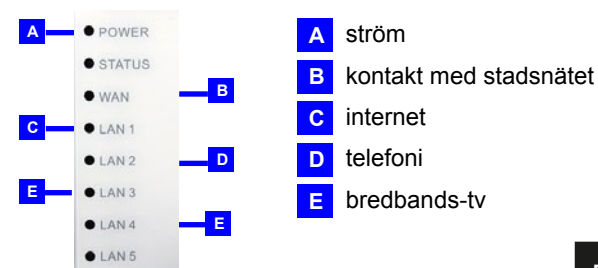 A POWER
STATUS
WAN B
C LAN 1
LAN 2 D
E LAN 3
LAN 4 E
LAN 5
A ström
B kontakt med stadsnätet
C internet
D telefoni
E bredbands-tv